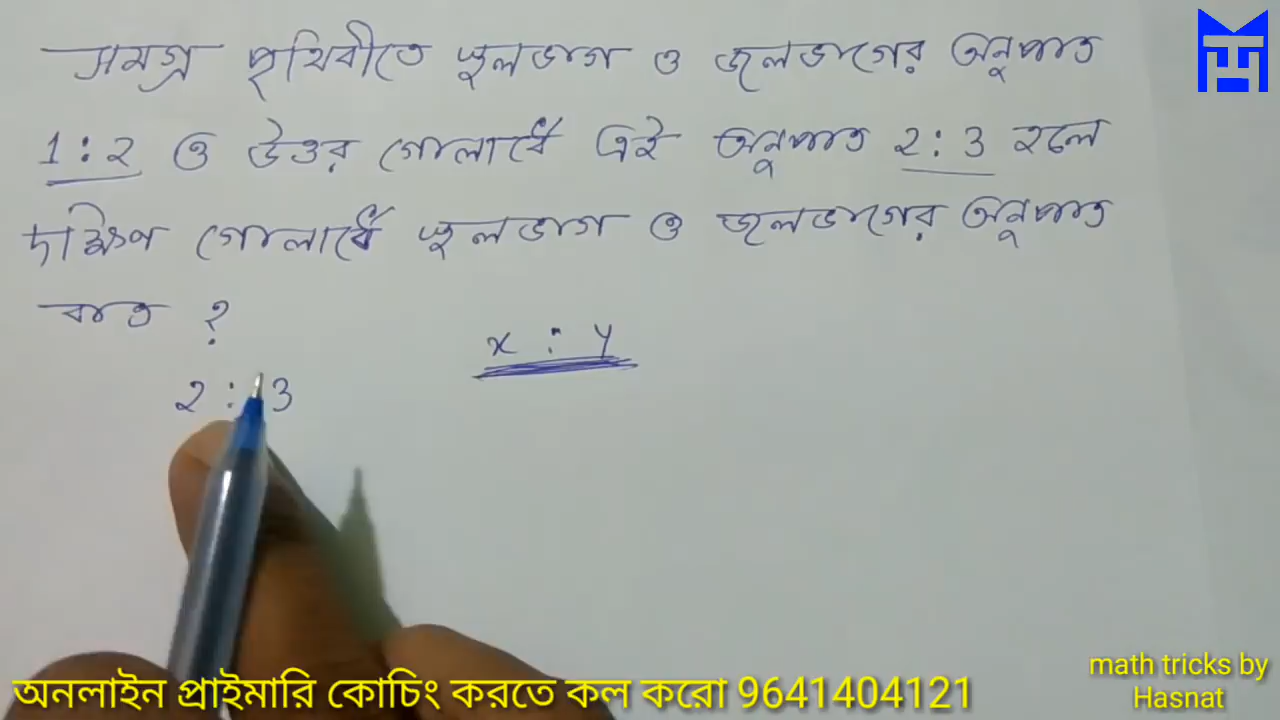 সমগ্র পৃথিবীতে স্থলভাগ ও জলভাগের অনুপাত
1 : 2 ও উত্তর গোলার্ধে এই অনুপাত 2 : 3 হলে
দক্ষিণ গোলার্ধে স্থলভাগ ও জলভাগের অনুপাত
কত ?
x : y
2 : 3
অনলাইন প্রাইমারি কোচিং করতে কল করো 9641404121
math tricks by
Hasnat